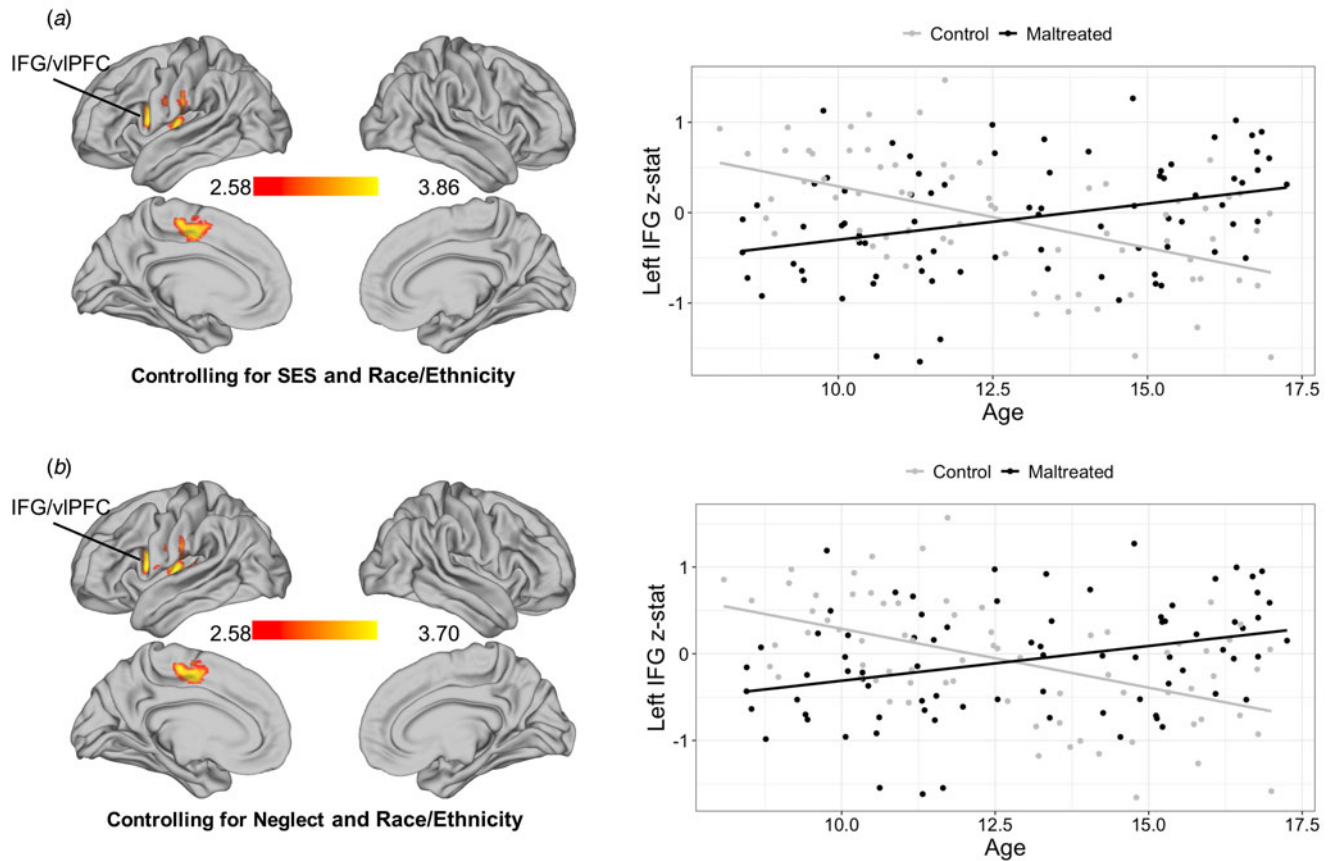 (a)
IFG/vlPFC
2.58
3.86
Controlling for SES and Race/Ethnicity
Control Maltreated
Left IFG z-stat
1
0
-1
10.0 12.5 15.0 17.5
Age
(b)
IFG/vlPFC
2.58
3.70
Controlling for Neglect and Race/Ethnicity
Control Maltreated
Left IFG z-stat
1
0
-1
10.0 12.5 15.0 17.5
Age